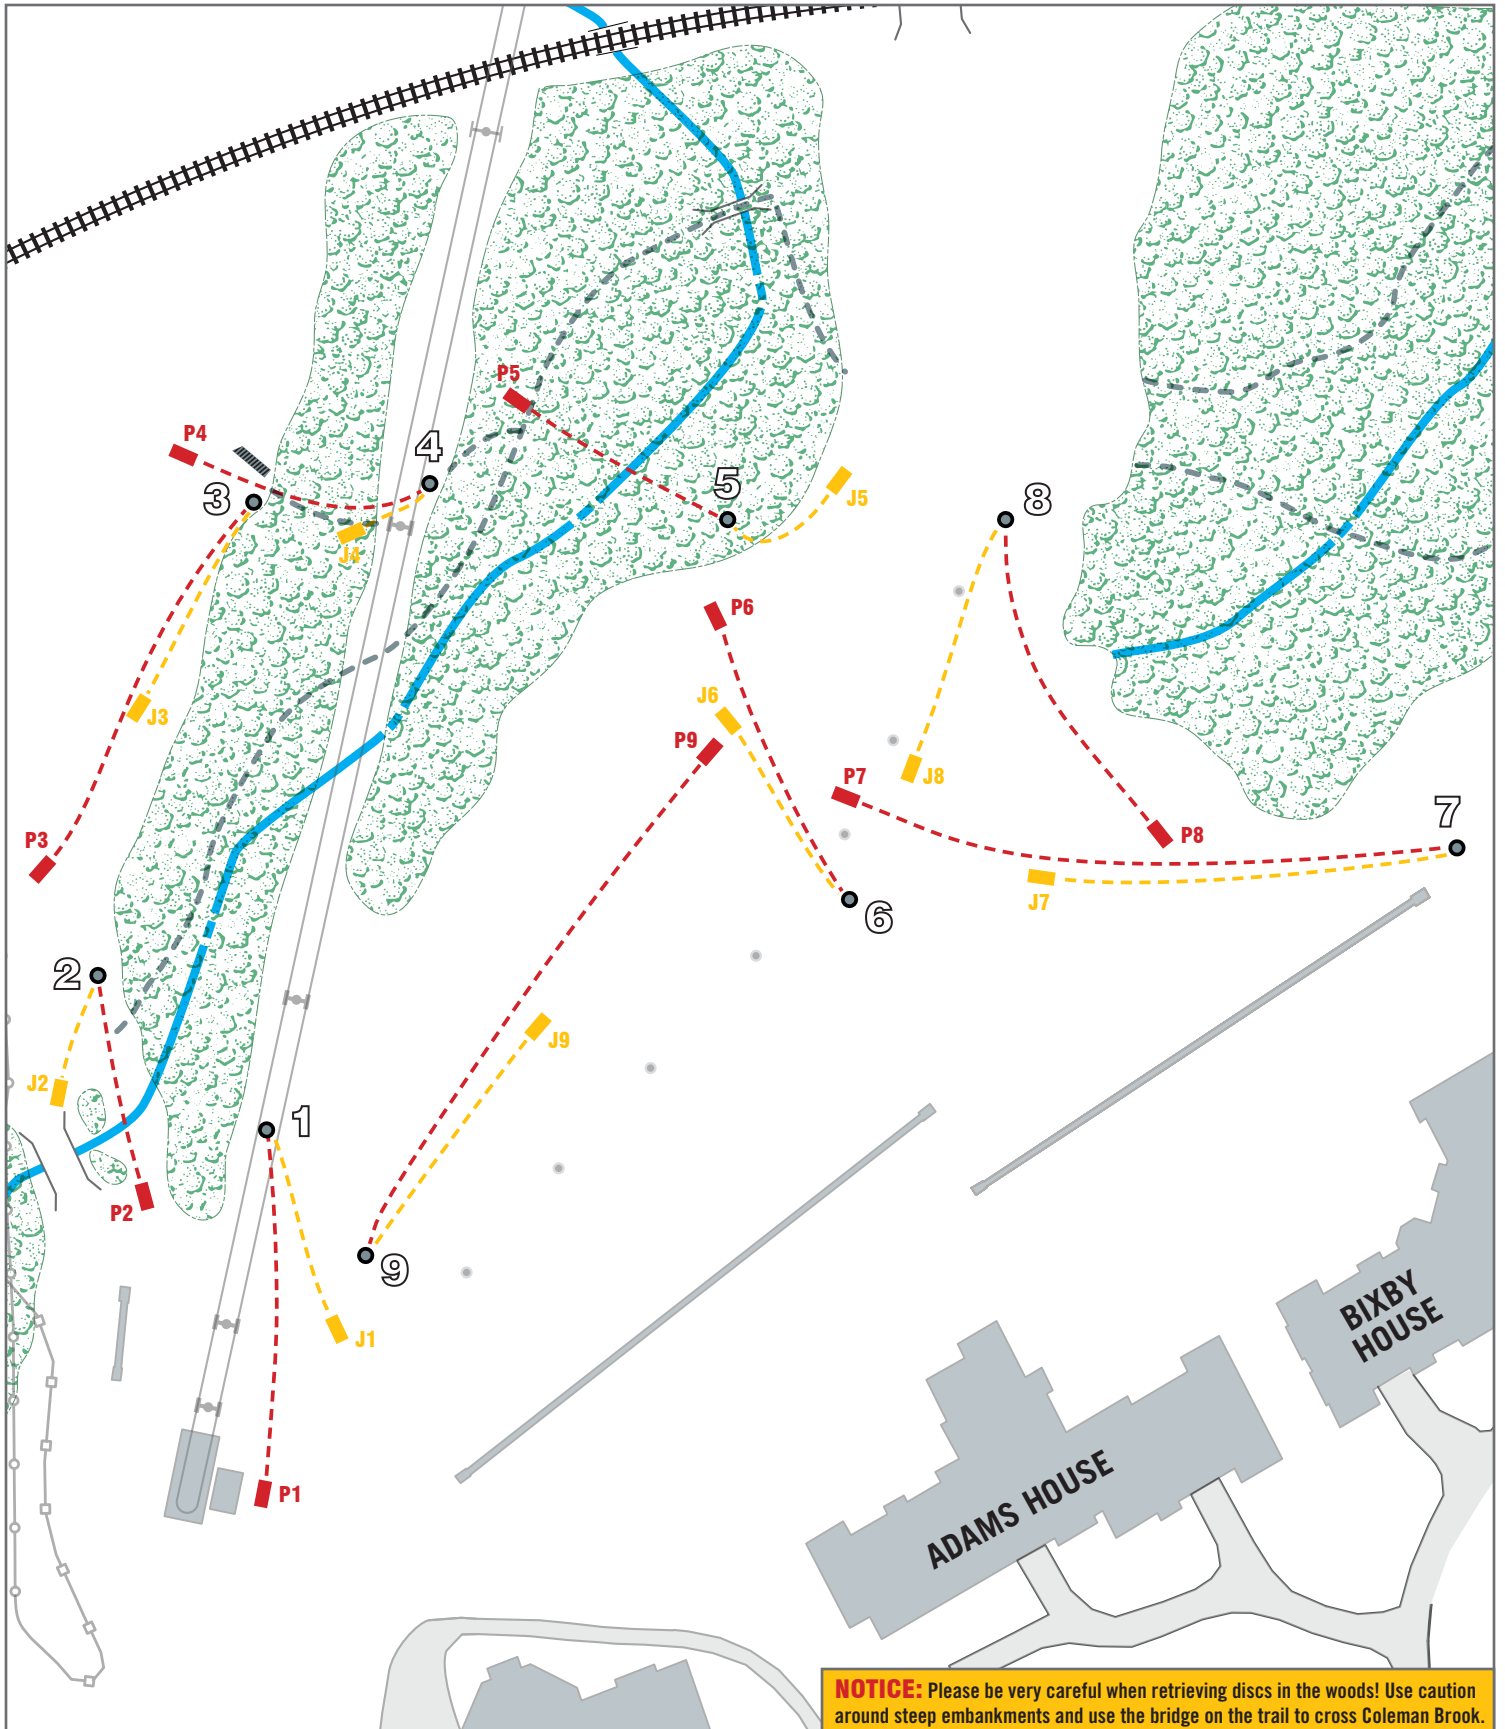 P5
P4
4
3
5
J5
8
J4
P6
J6
J3
P9
P7
J8
7
P3
P8
J7
6
2
J9
J2
1
P2
9
BIXBY
HOUSE
J1
ADAMS HOUSE
P1
NOTICE: Please be very careful when retrieving discs in the woods! Use caution
around steep embankments and use the bridge on the trail to cross Coleman Brook.